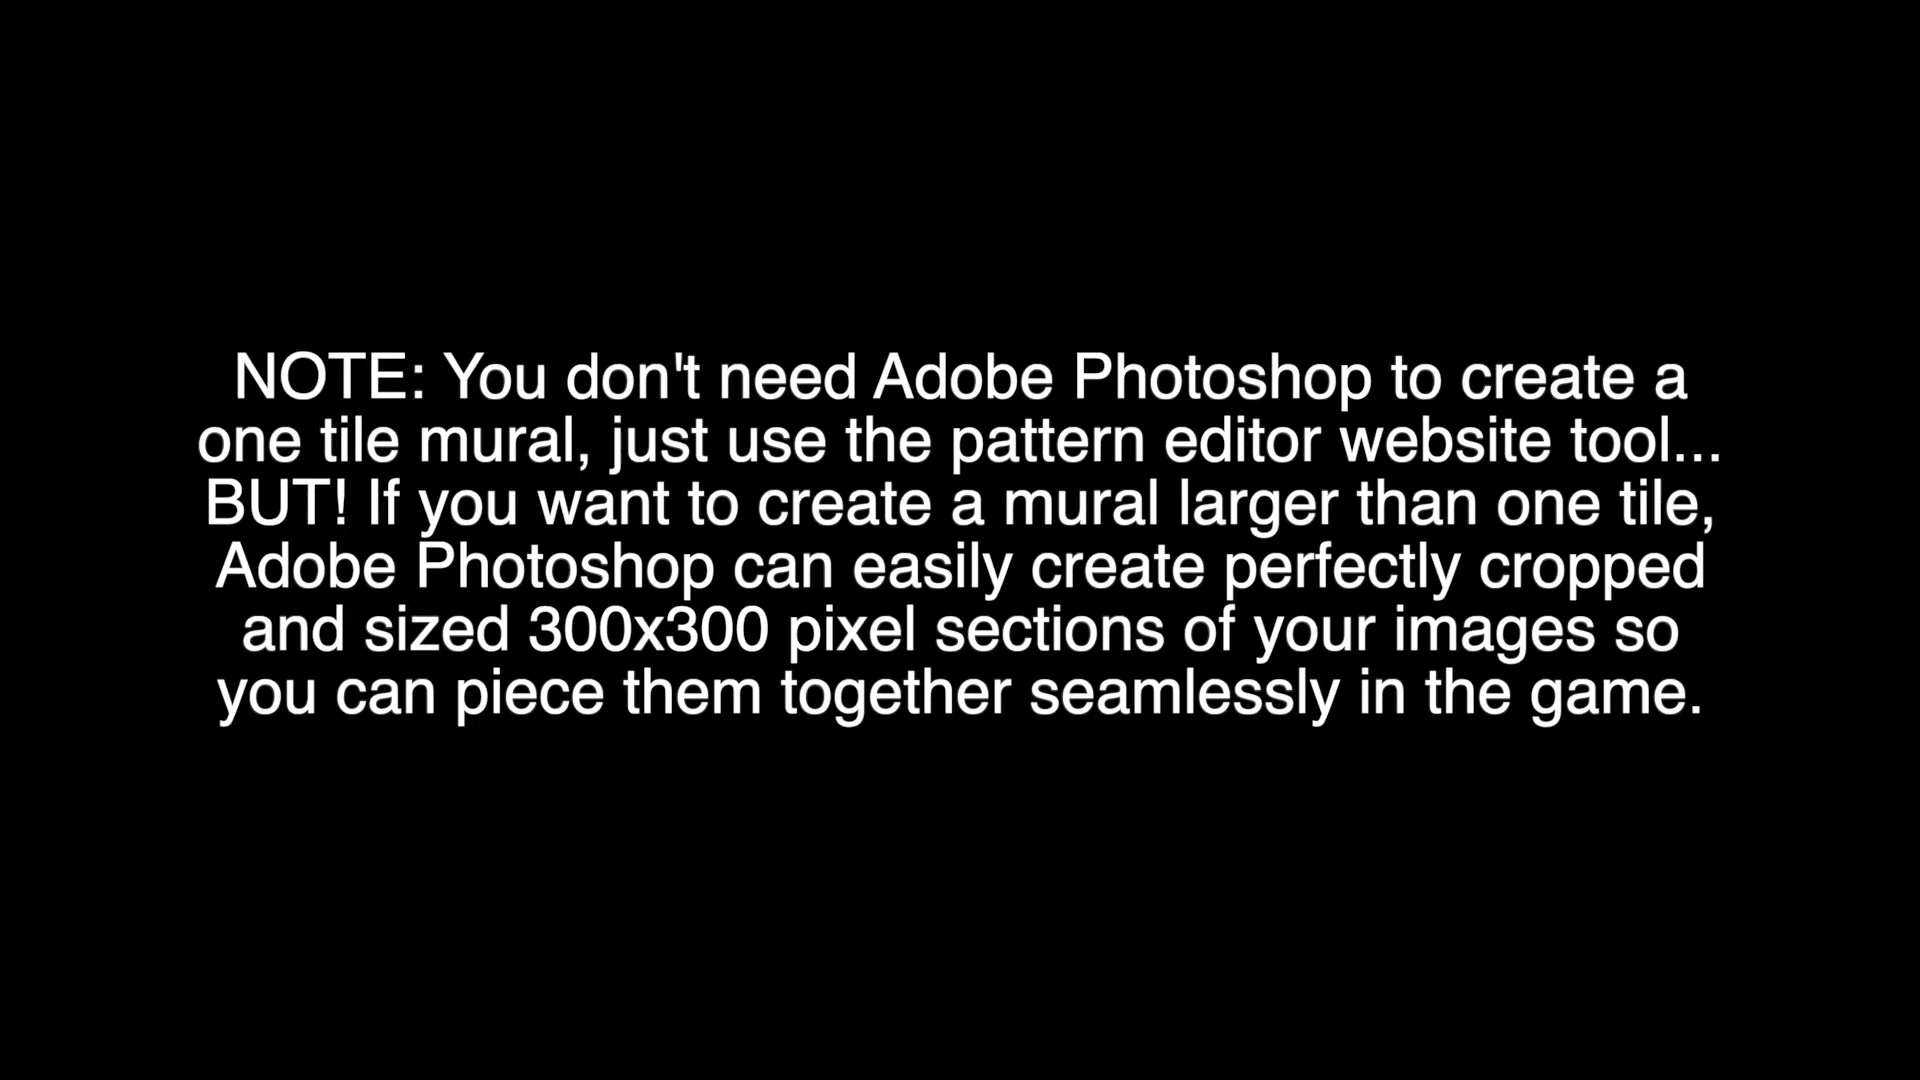 NOTE: You don't need Adobe Photoshop to create a
one tile mural, just use the pattern editor website tool...
BUT! If you want to create a mural larger than one tile,
Adobe Photoshop can easily create perfectly cropped
and sized 300x300 pixel sections of your images so
you can piece them together seamlessly in the game.